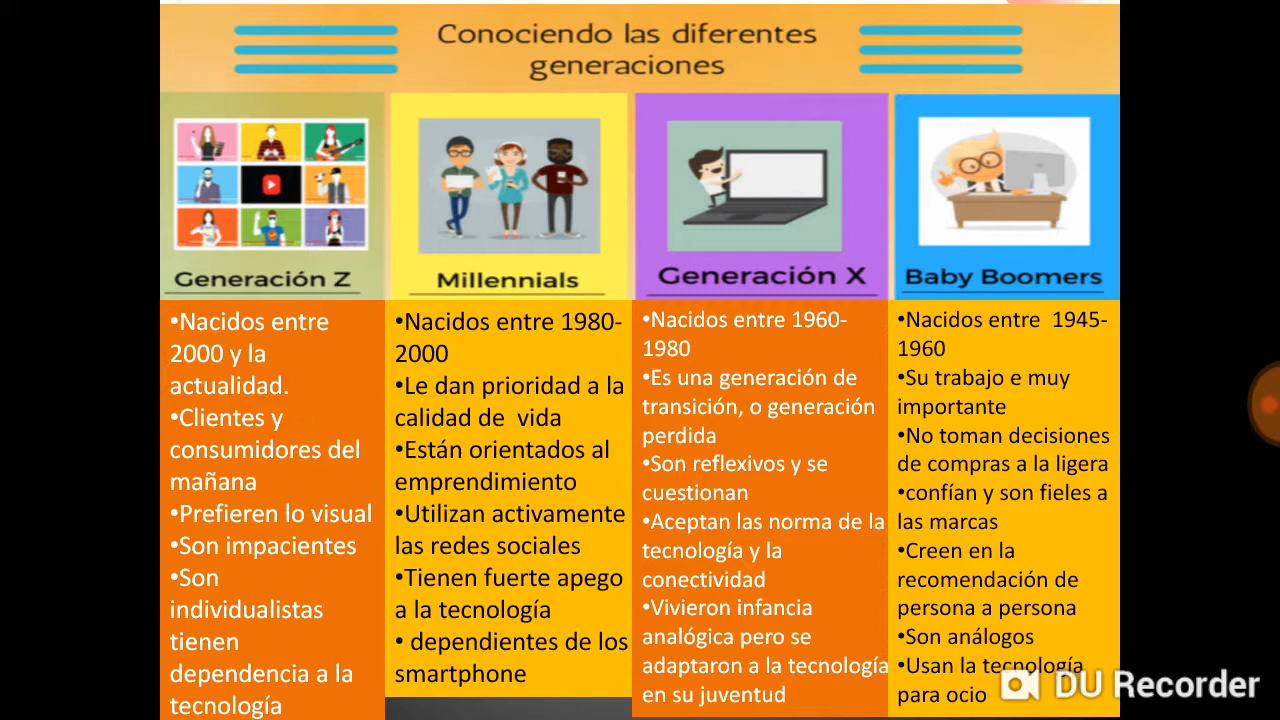 Conociendo las diferentes
generaciones
Generación Z
•Nacidos entre
2000 y la
actualidad.
•Clientes y
consumidores del
mañana
•Prefieren lo visual
•Son impacientes
•Son
individualistas
tienen
dependencia a la
tecnología
Millennials
•Nacidos entre 1980-
2000
•Le dan prioridad a la
calidad de vida
•Están orientados al
emprendimiento
•Utilizan activamente
las redes sociales
•Tienen fuerte apego
a la tecnología
• dependientes de los
smartphone
Generación X
•Nacidos entre 1960-
1980
•Es una generación de
transición, o generación
perdida
•Son reflexivos y se
cuestionan
•Aceptan las norma de la
tecnología y la
conectividad
•Vivieron infancia
analógica pero se
adaptaron a la tecnología
en su juventud
Baby Boomers
•Nacidos entre 1945-
1960
•Su trabajo e muy
importante
•No toman decisiones
de compras a la ligera
•confían y son fieles a
las marcas
•Creen en la
recomendación de
persona a persona
•Son análogos
•Usan la tecnología
para ocio
DU Recorder